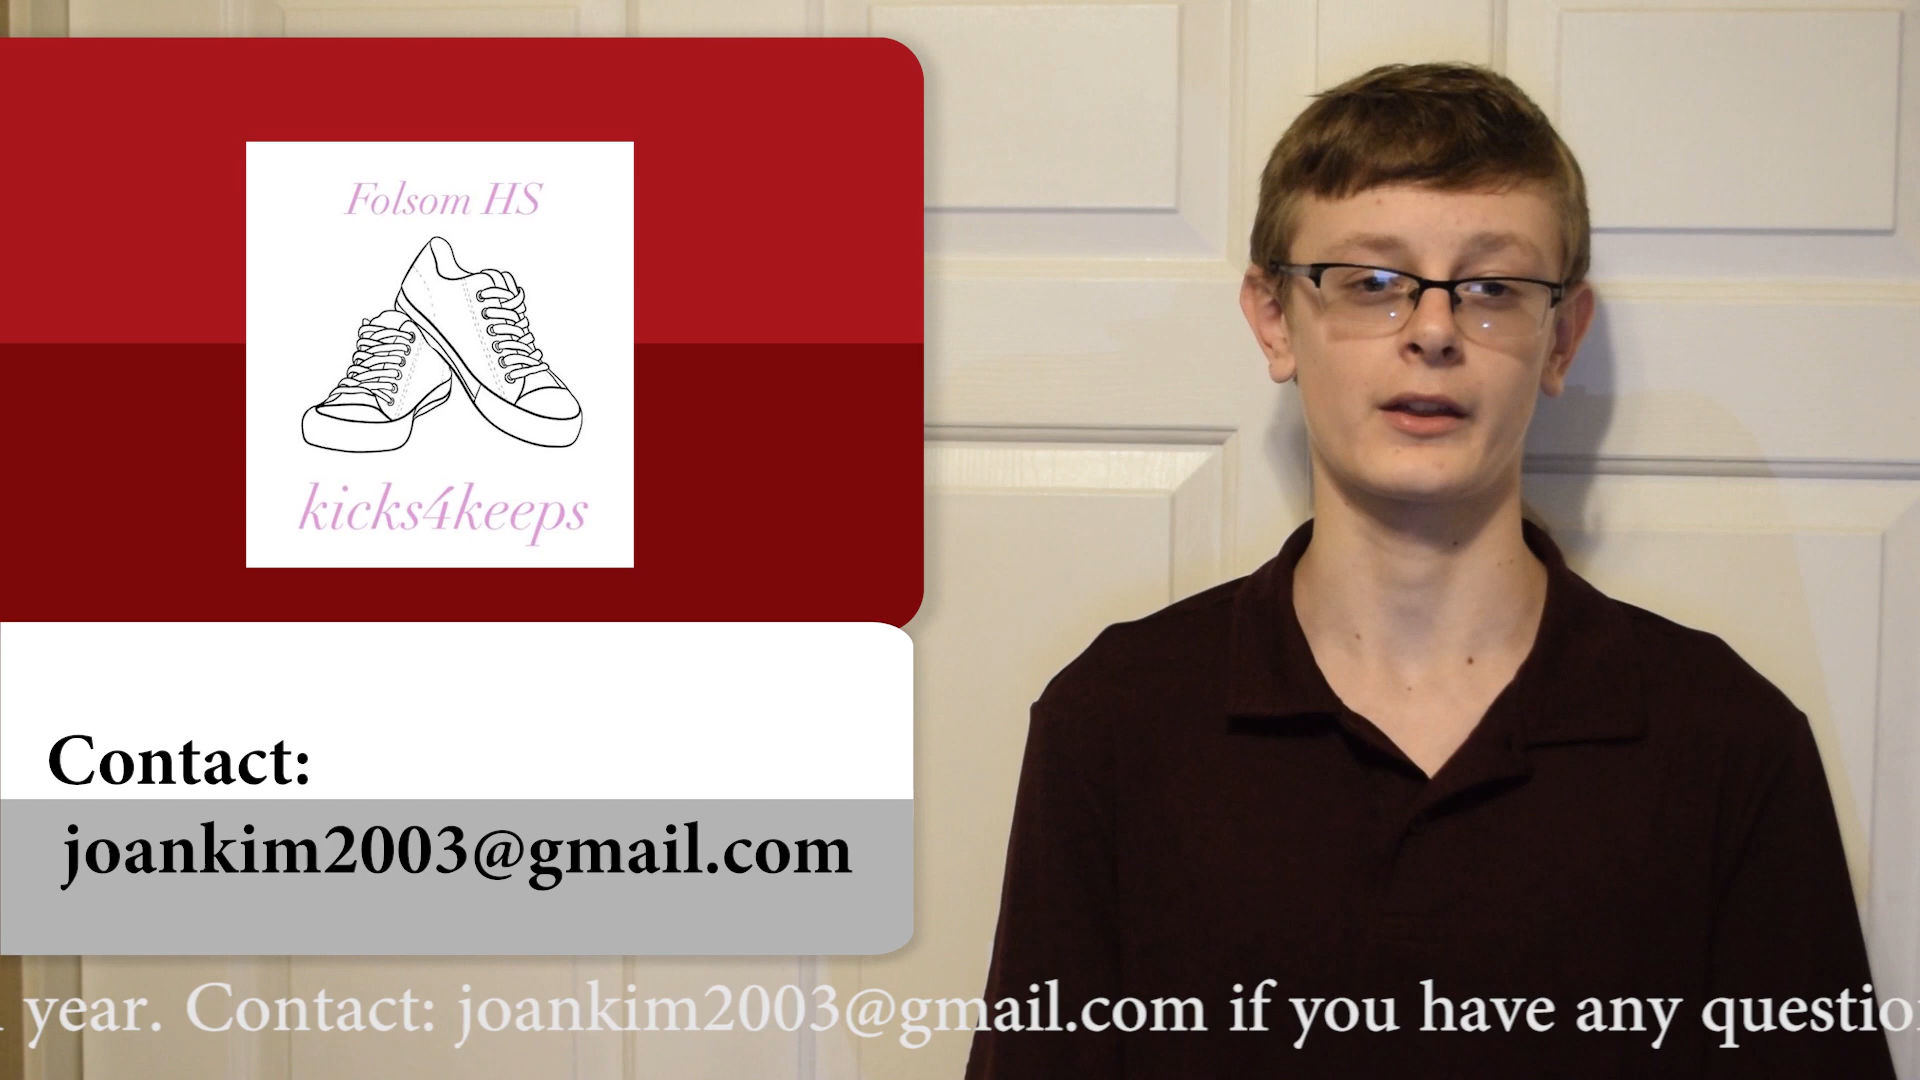 Folsom HS
kicks4keeps
Contact:
joankim2003@gmail.com
year. Contact: joankim2003@gmail.com if you have any questio